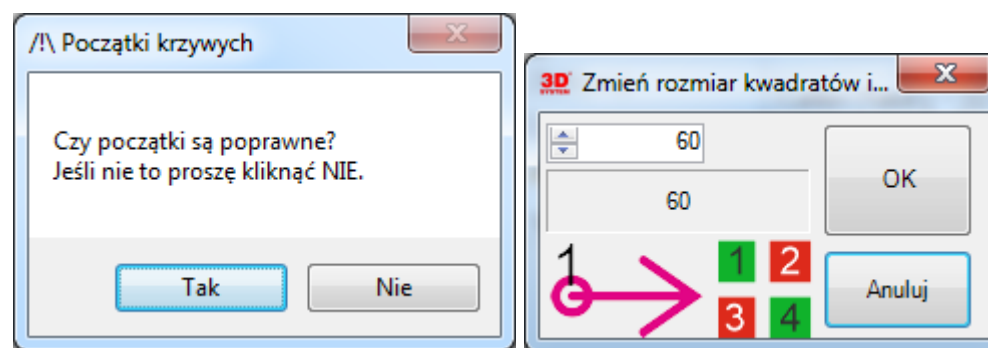 /!\ Początki krzywych
Czy początki są poprawne?
Jeśli nie to proszę kliknąć NIE.
Tak
Nie
3D SYSTEM
Zmień rozmiar kwadratów i...
60
60
OK
Anuluj
1
1 2
3 4